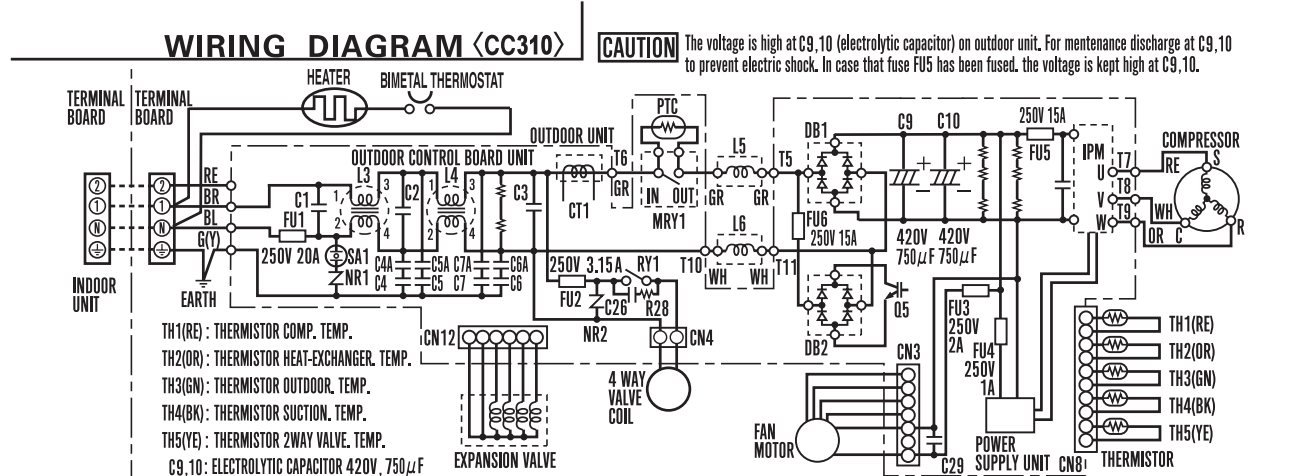 WIRING DIAGRAM 〈CC310〉
CAUTION
The voltage is high at C9,10 (electrolytic capacitor) on outdoor unit. For mentenance discharge at C9,10
to prevent electric shock. In case that fuse FU5 has been fused. the voltage is kept high at C9,10.
HEATER
BIMETAL THERMOSTAT
TERMINAL
BOARD
TERMINAL
BOARD
OUTDOOR UNIT
OUTDOOR CONTROL BOARD UNIT
PTC
IN OUT
MRY1
T6
GR
L5
GR GR
T5
DB1
C9 C10
+ +
− −
420V 420V
750μF 750μF
250V 15A
FU5
IPM
U
V
W
T7
T8
T9
RE
WH
OR
COMPRESSOR
S
C
R
2
1
N
2
1
N
RE
BR
BL
G(Y)
INDOOR
UNIT
EARTH
C1
FU1
250V 20A
L3
1 3
2 4
SA1
NR1
C2
C4A
C4
C5A
C5
L4
1 3
2 4
C7A
C7
C6A
C6
C3
CT1
L6
T10
WH WH
T11
FU6
250V 15A
DB2
Q5
250V 3.15A
FU2
RY1
C26
R28
NR2
CN4
4 WAY
VALVE
COIL
CN12
EXPANSION VALVE
FU3
250V
2A
FU4
250V
1A
CN3
FAN
MOTOR
C29
POWER
SUPPLY UNIT
CN8
TH1(RE)
TH2(OR)
TH3(GN)
TH4(BK)
TH5(YE)
THERMISTOR
TH1(RE) : THERMISTOR COMP. TEMP.
TH2(OR) : THERMISTOR HEAT-EXCHANGER. TEMP.
TH3(GN) : THERMISTOR OUTDOOR. TEMP.
TH4(BK) : THERMISTOR SUCTION. TEMP.
TH5(YE) : THERMISTOR 2WAY VALVE. TEMP.
C9,10 : ELECTROLYTIC CAPACITOR 420V, 750μF